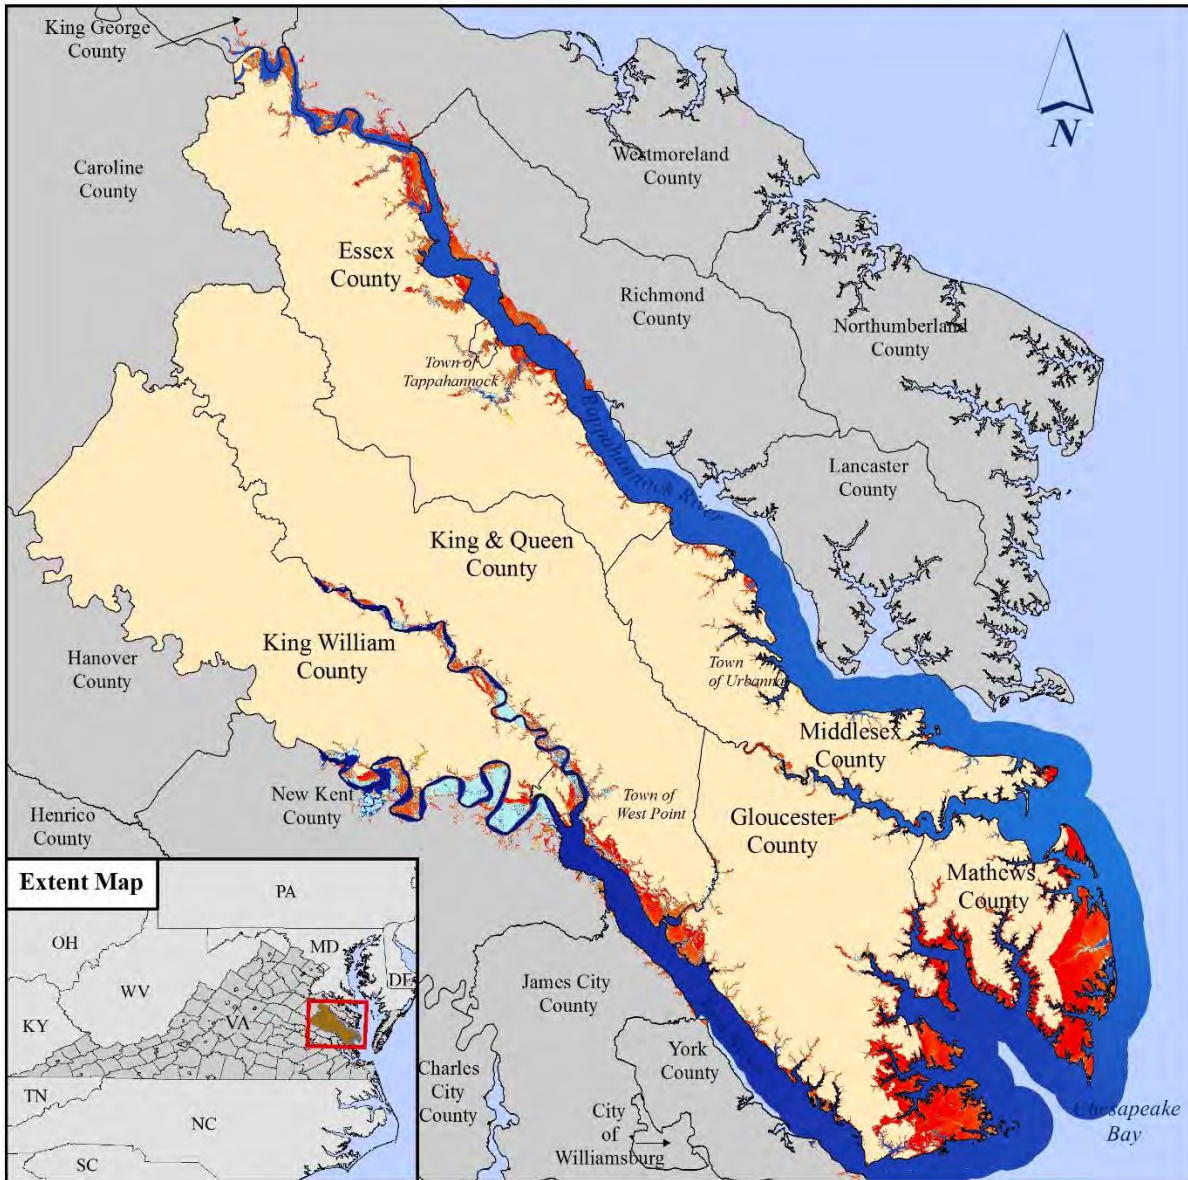 King George
County
N
Caroline
County
Westmoreland
County
Essex
County
Richmond
County
Northumberland
County
Town of
Tappahannock
Rappahannock River
Lancaster
County
King & Queen
County
King William
County
Hanover
County
Town
of Urbanna
Middlesex
County
New Kent
County
Town of
West Point
Henrico
County
Gloucester
County
Mathews
County
Extent Map
PA
OH
MD
DE
WV
KY
VA
TN
NC
SC
James City
County
York
County
Charles
City
County
City
of
Williamsburg
Chesapeake
Bay